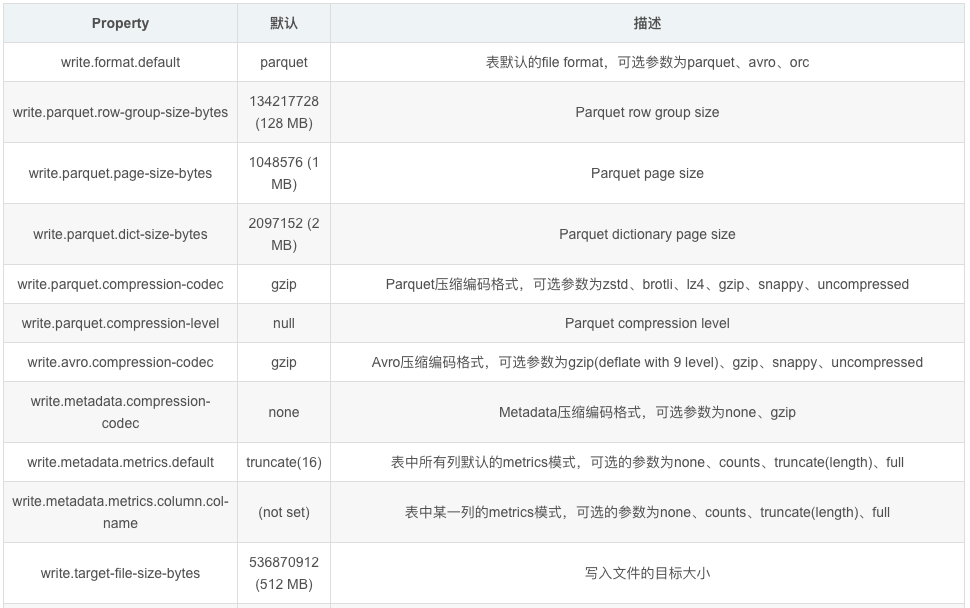 Property 默认 描述
write.format.default parquet 表默认的file format，可选参数为parquet、avro、orc
write.parquet.row-group-size-bytes 134217728 (128 MB) Parquet row group size
write.parquet.page-size-bytes 1048576 (1 MB) Parquet page size
write.parquet.dict-size-bytes 2097152 (2 MB) Parquet dictionary page size
write.parquet.compression-codec gzip Parquet压缩编码格式，可选参数为zstd、brotli、lz4、gzip、snappy、uncompressed
write.parquet.compression-level null Parquet compression level
write.avro.compression-codec gzip Avro压缩编码格式，可选参数为gzip(deflate with 9 level)、gzip、snappy、uncompressed
write.metadata.compression-codec none Metadata压缩编码格式，可选参数为none、gzip
write.metadata.metrics.default truncate(16) 表中所有列默认的metrics模式，可选的参数为none、counts、truncate(length)、full
write.metadata.metrics.column.col-name (not set) 表中某一列的metrics模式，可选的参数为none、counts、truncate(length)、full
write.target-file-size-bytes 536870912 (512 MB) 写入文件的目标大小